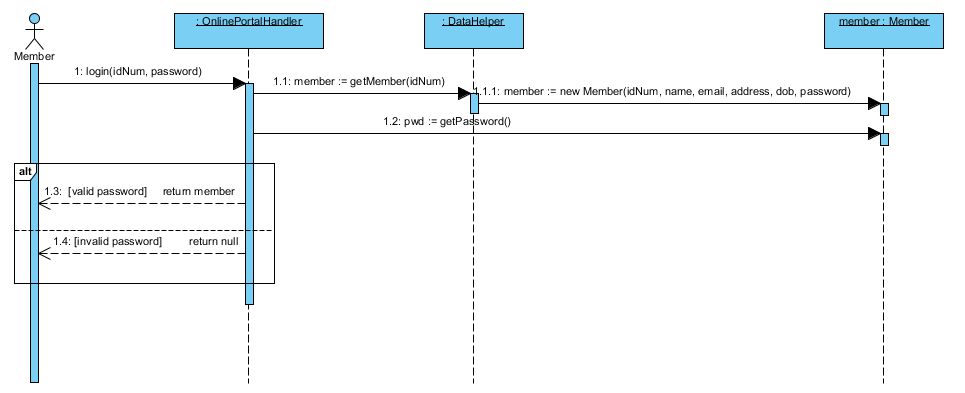 : OnlinePortalHandler
: DataHelper
member : Member
Member
1: login(idNum, password)
1.1: member := getMember(idNum)
1.1.1: member := new Member(idNum, name, email, address, dob, password)
1.2: pwd := getPassword()
alt
1.3: [valid password] return member
1.4: [invalid password] return null